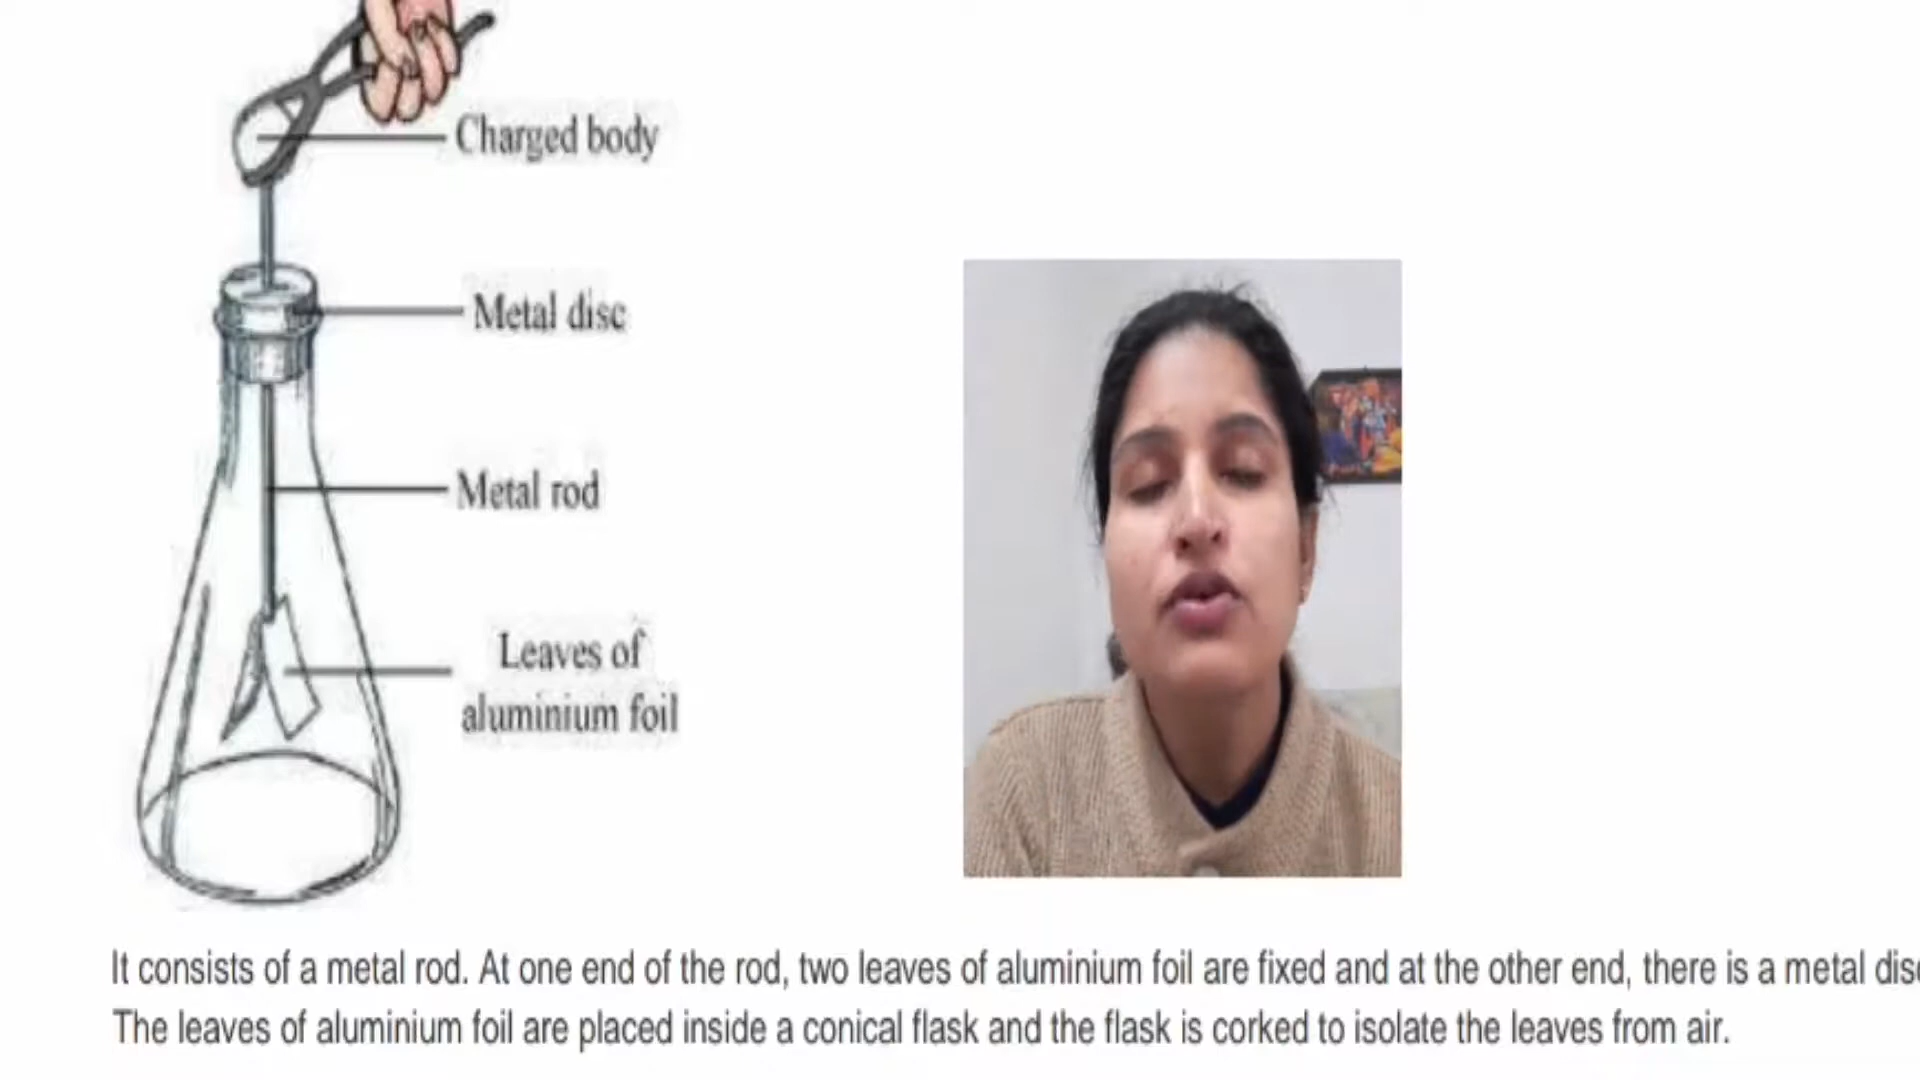 Charged body
Metal disc
Metal rod
Leaves of
aluminium foil
It consists of a metal rod. At one end of the rod, two leaves of aluminium foil are fixed and at the other end, there is a metal disc
The leaves of aluminium foil are placed inside a conical flask and the flask is corked to isolate the leaves from air.